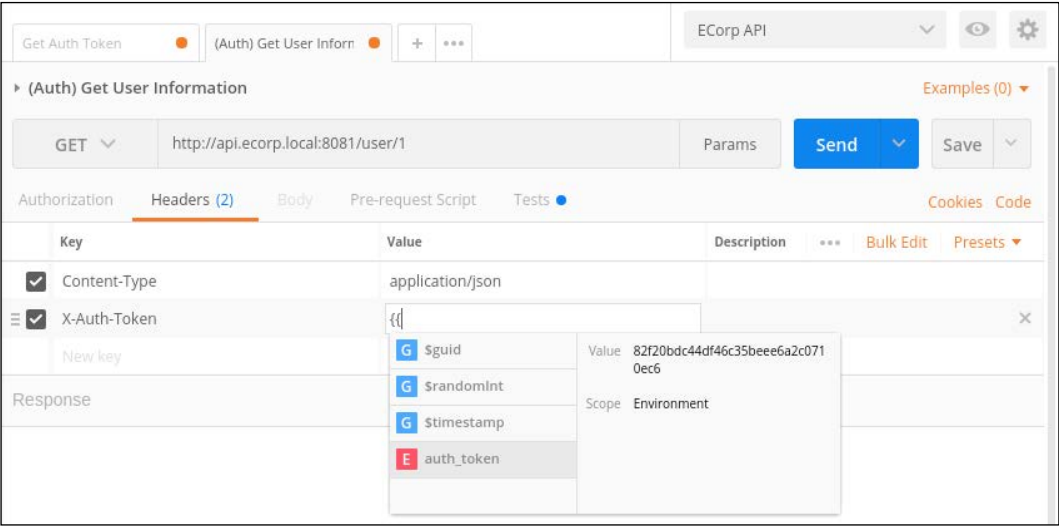 Get Auth Token
(Auth) Get User Inforn
ECorp API
(Auth) Get User Information
Examples (0)
GET
http://api.ecorp.local:8081/user/1
Params
Send
Save
Authorization
Headers (2)
Body
Pre-request Script
Tests
Cookies Code
Key Value Description Bulk Edit Presets
Content-Type application/json
X-Auth-Token {{
New key
G $guid
G $randomInt
G $timestamp
E auth_token
Value 82f20bdc44df46c35beee6a2c071
0ec6
Scope Environment
Response